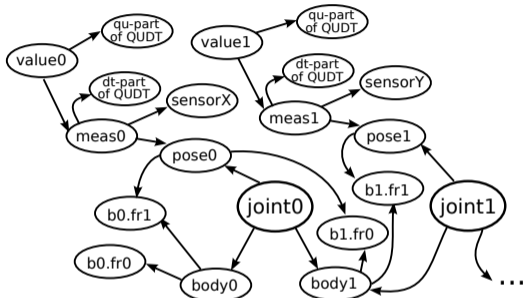 qu-part
of QUDT
value0
qu-part
of QUDT
value1
dt-part
of QUDT
sensorX
dt-part
of QUDT
sensorY
meas0
meas1
pose0
pose1
b0.fr1
joint0
b1.fr1
joint1
b1.fr0
b0.fr0
body0
body1
...